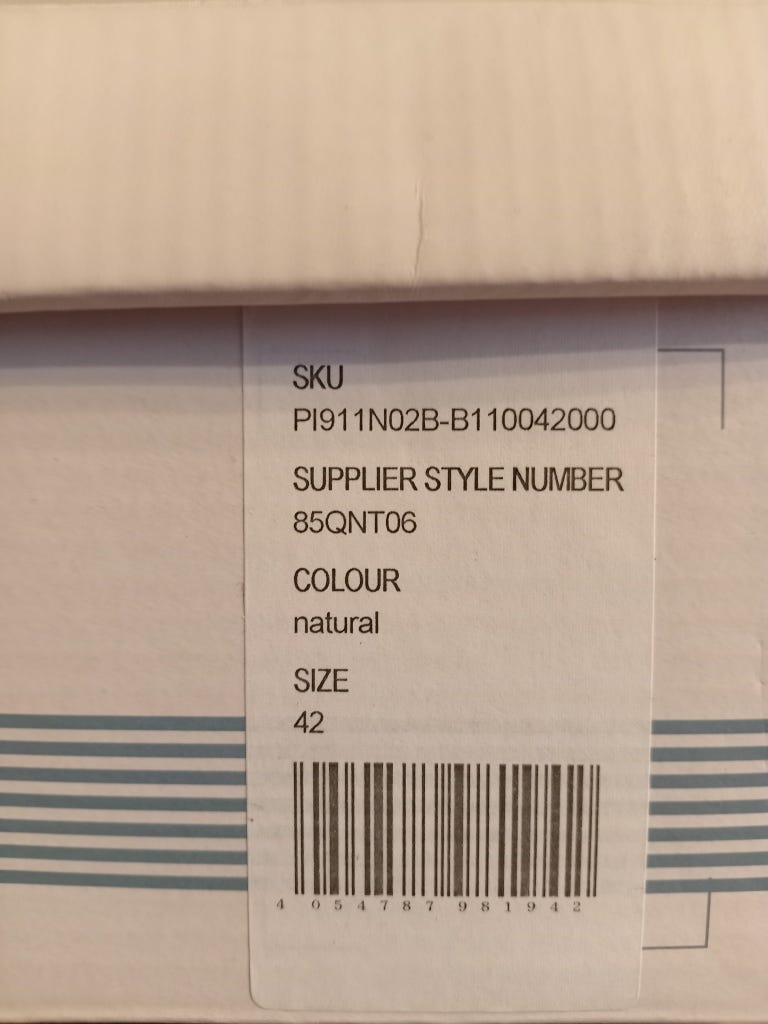 SKU
PI911N02B-B110042000
SUPPLIER STYLE NUMBER
85QNT06
COLOUR
natural
SIZE
42
4 054787 981942